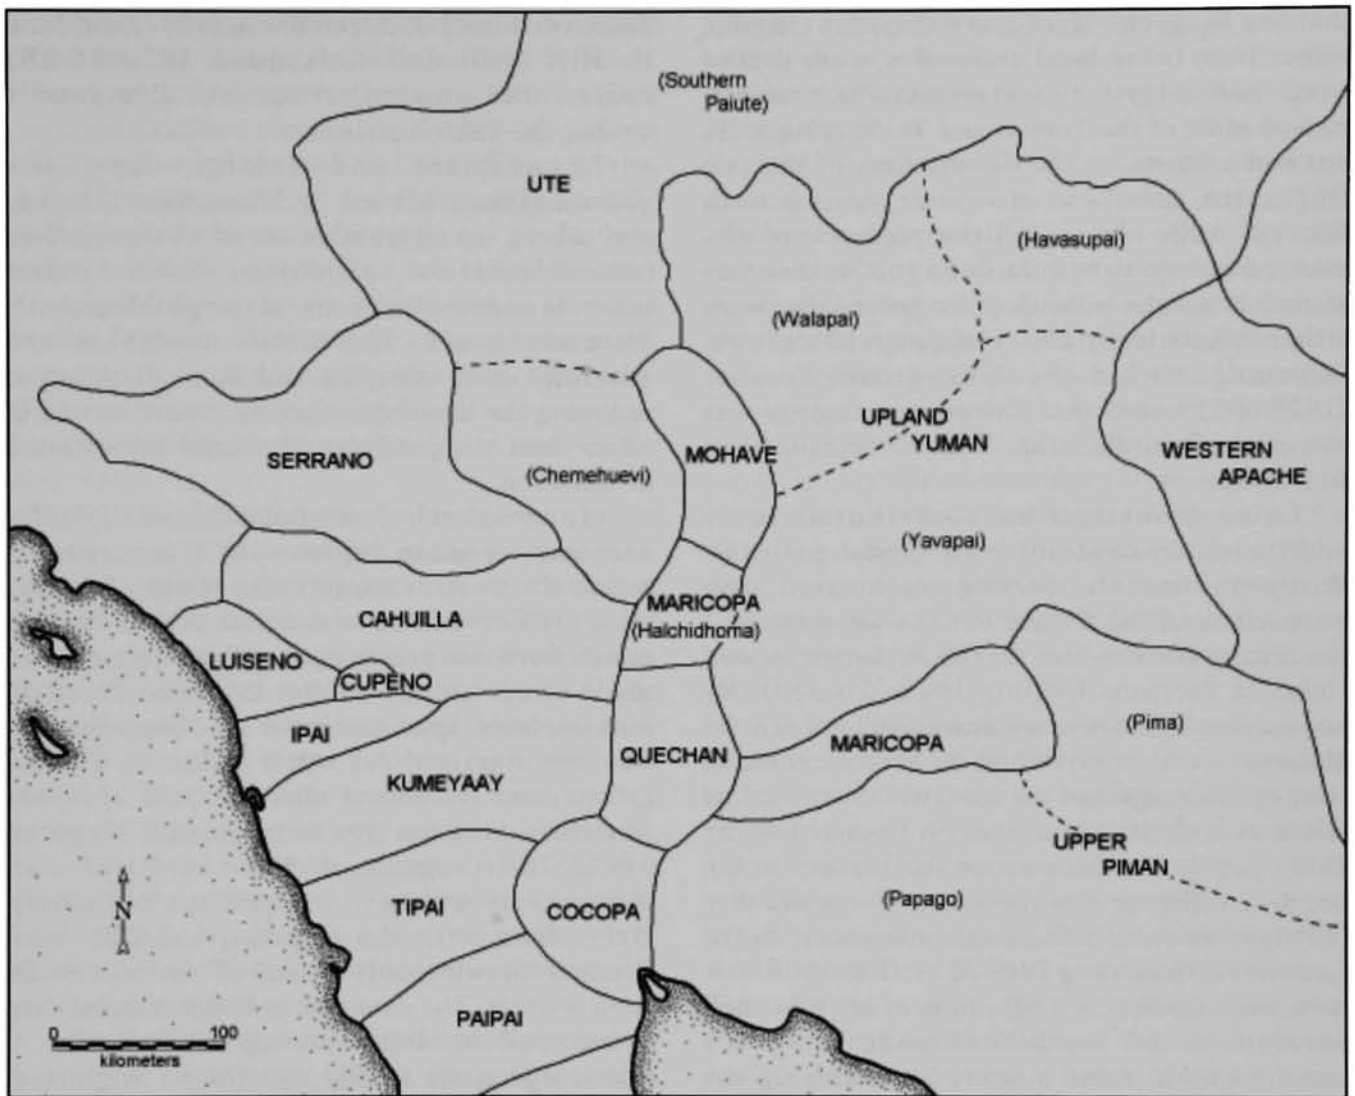 (Southern
Paiute)
UTE
(Havasupai)
(Walapai)
UPLAND
YUMAN
MOHAVE
WESTERN
APACHE
SERRANO
(Chemehuevi)
(Yavapai)
MARICOPA
(Halchidhoma)
CAHUILLA
LUISENO
CUPENO
(Pima)
IPAI
MARICOPA
QUECHAN
KUMEYAAY
UPPER
PIMAN
(Papago)
N
TIPAI
COCOPA
PAIPAI
0 100
kilometers